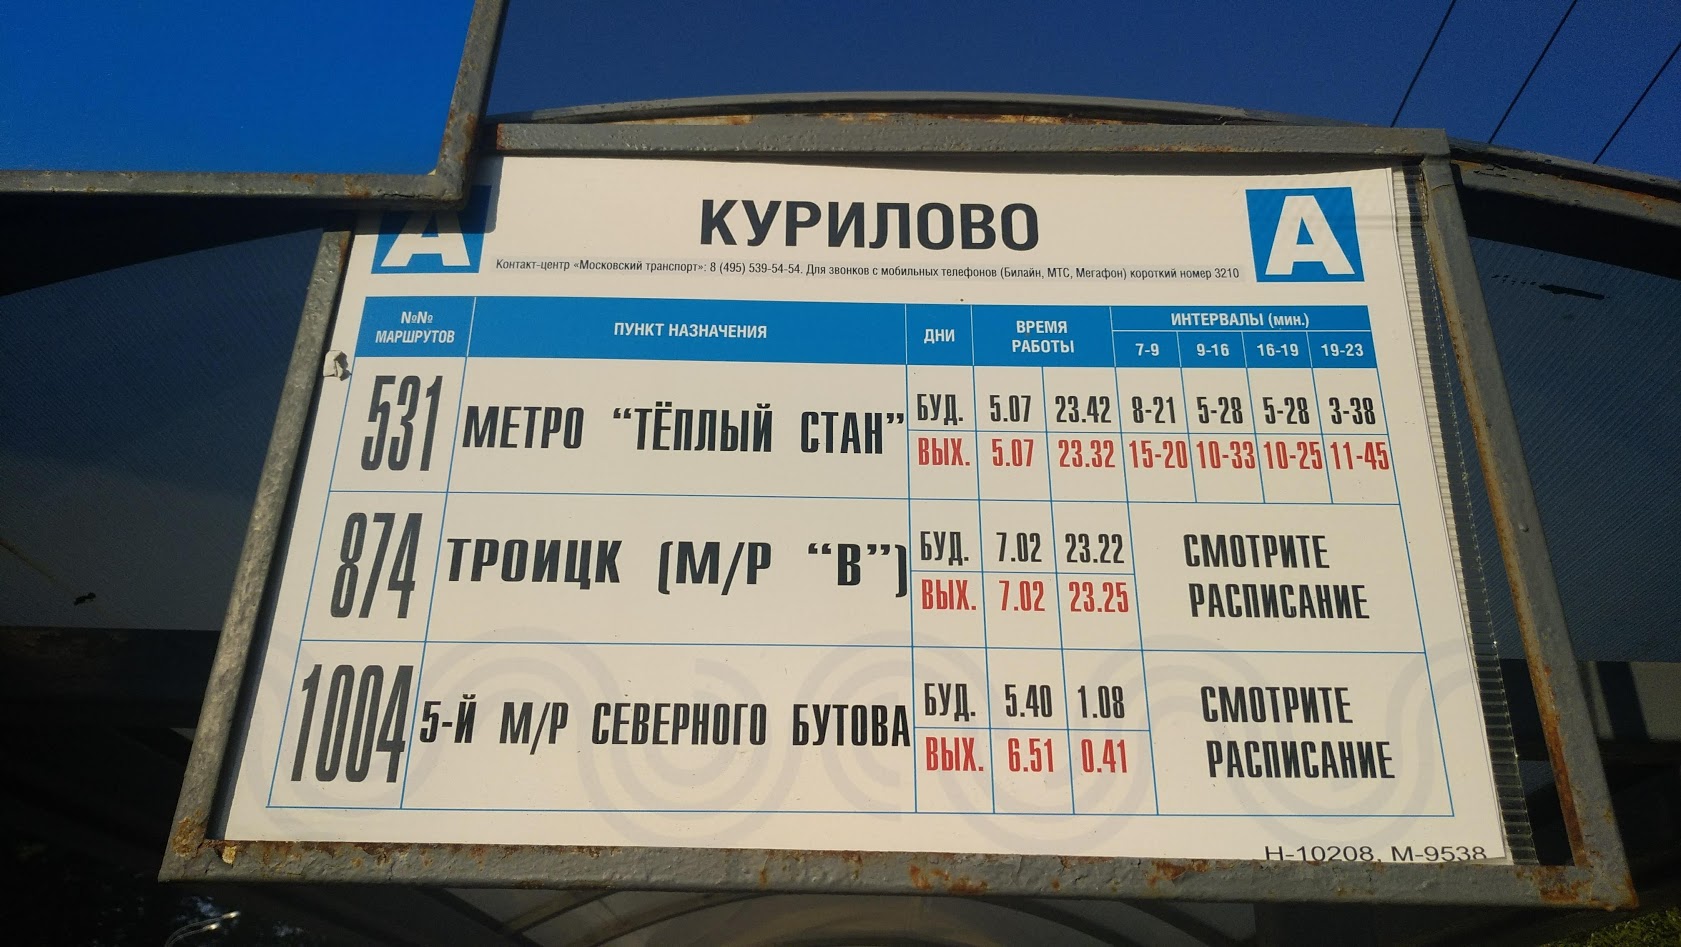 А КУРИЛОВО А
Контакт-центр «Московский транспорт»: 8 (495) 539-54-54. Для звонков с мобильных телефонов (Билайн, МТС, Мегафон) короткий номер 3210
№№ МАРШРУТОВ ПУНКТ НАЗНАЧЕНИЯ ДНИ ВРЕМЯ РАБОТЫ ИНТЕРВАЛЫ (мин.)
7-9 9-16 16-19 19-23
531 МЕТРО “ТЁПЛЫЙ СТАН” БУД. 5.07 23.42 8-21 5-28 5-28 3-38
ВЫХ. 5.07 23.32 15-20 10-33 10-25 11-45
874 ТРОИЦК (М/Р “В”) БУД. 7.02 23.22 СМОТРИТЕ
ВЫХ. 7.02 23.25 РАСПИСАНИЕ
1004 5-Й М/Р СЕВЕРНОГО БУТОВА БУД. 5.40 1.08 СМОТРИТЕ
ВЫХ. 6.51 0.41 РАСПИСАНИЕ
Н-10208, М-9538